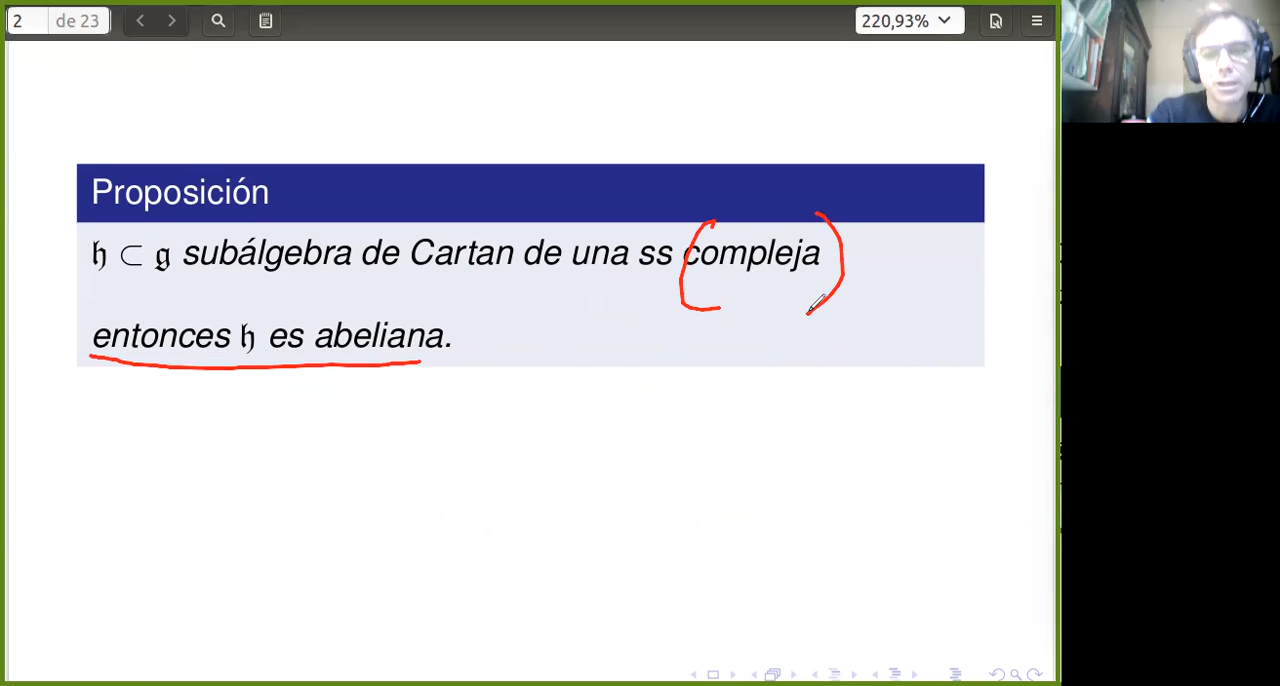 2 de 23 220,93%
Proposición
𝔥 ⊂ 𝔤 subálgebra de Cartan de una ss compleja
entonces 𝔥 es abeliana.